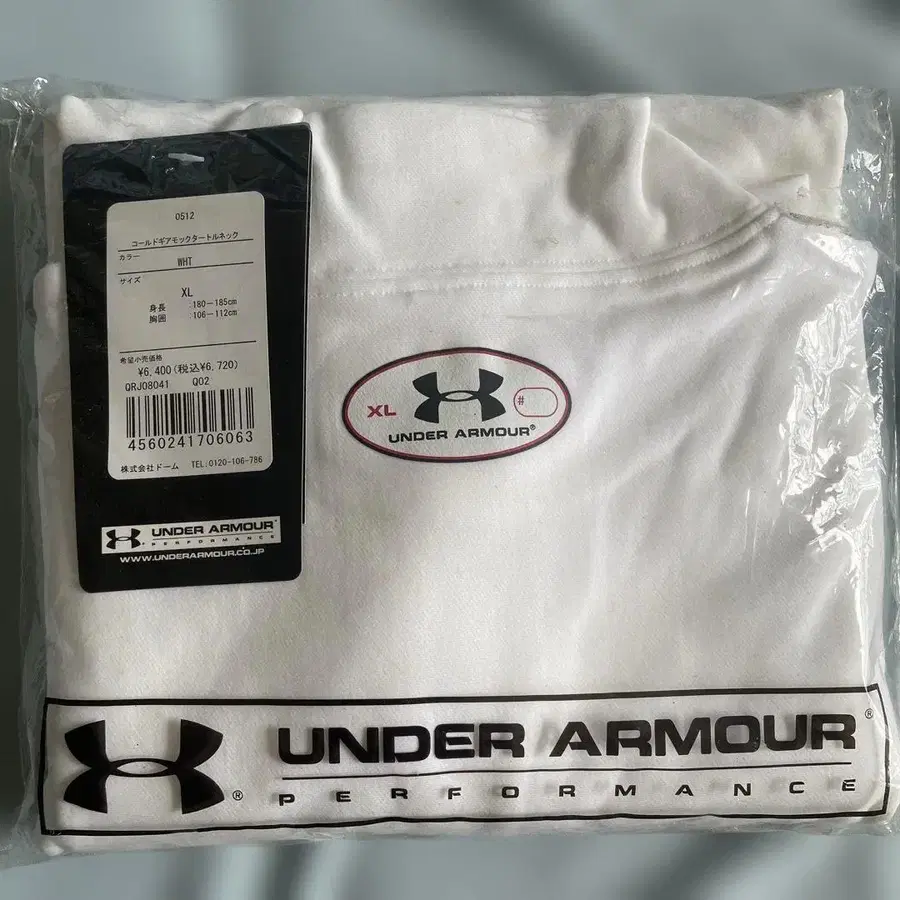 0512
コールドギアモックタートルネック
カラー
WHT
サイズ
XL
身長 :180-185cm
胸囲 :106-112cm
希望小売価格
¥6,400(税込¥6,720)
QRJ08041 Q02
4560241706063
株式会社ドーム TEL.0120-106-786
UNDER ARMOUR
PERFORMANCE
WWW.UNDERARMOUR.CO.JP
XL #
UNDER ARMOUR®
UNDER ARMOUR®
® PERFORMANCE